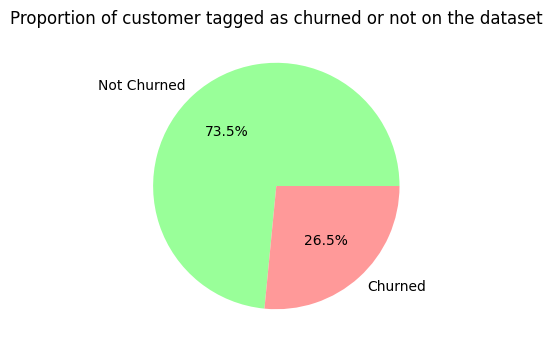 Proportion of customer tagged as churned or not on the dataset
Not Churned
73.5%
26.5%
Churned